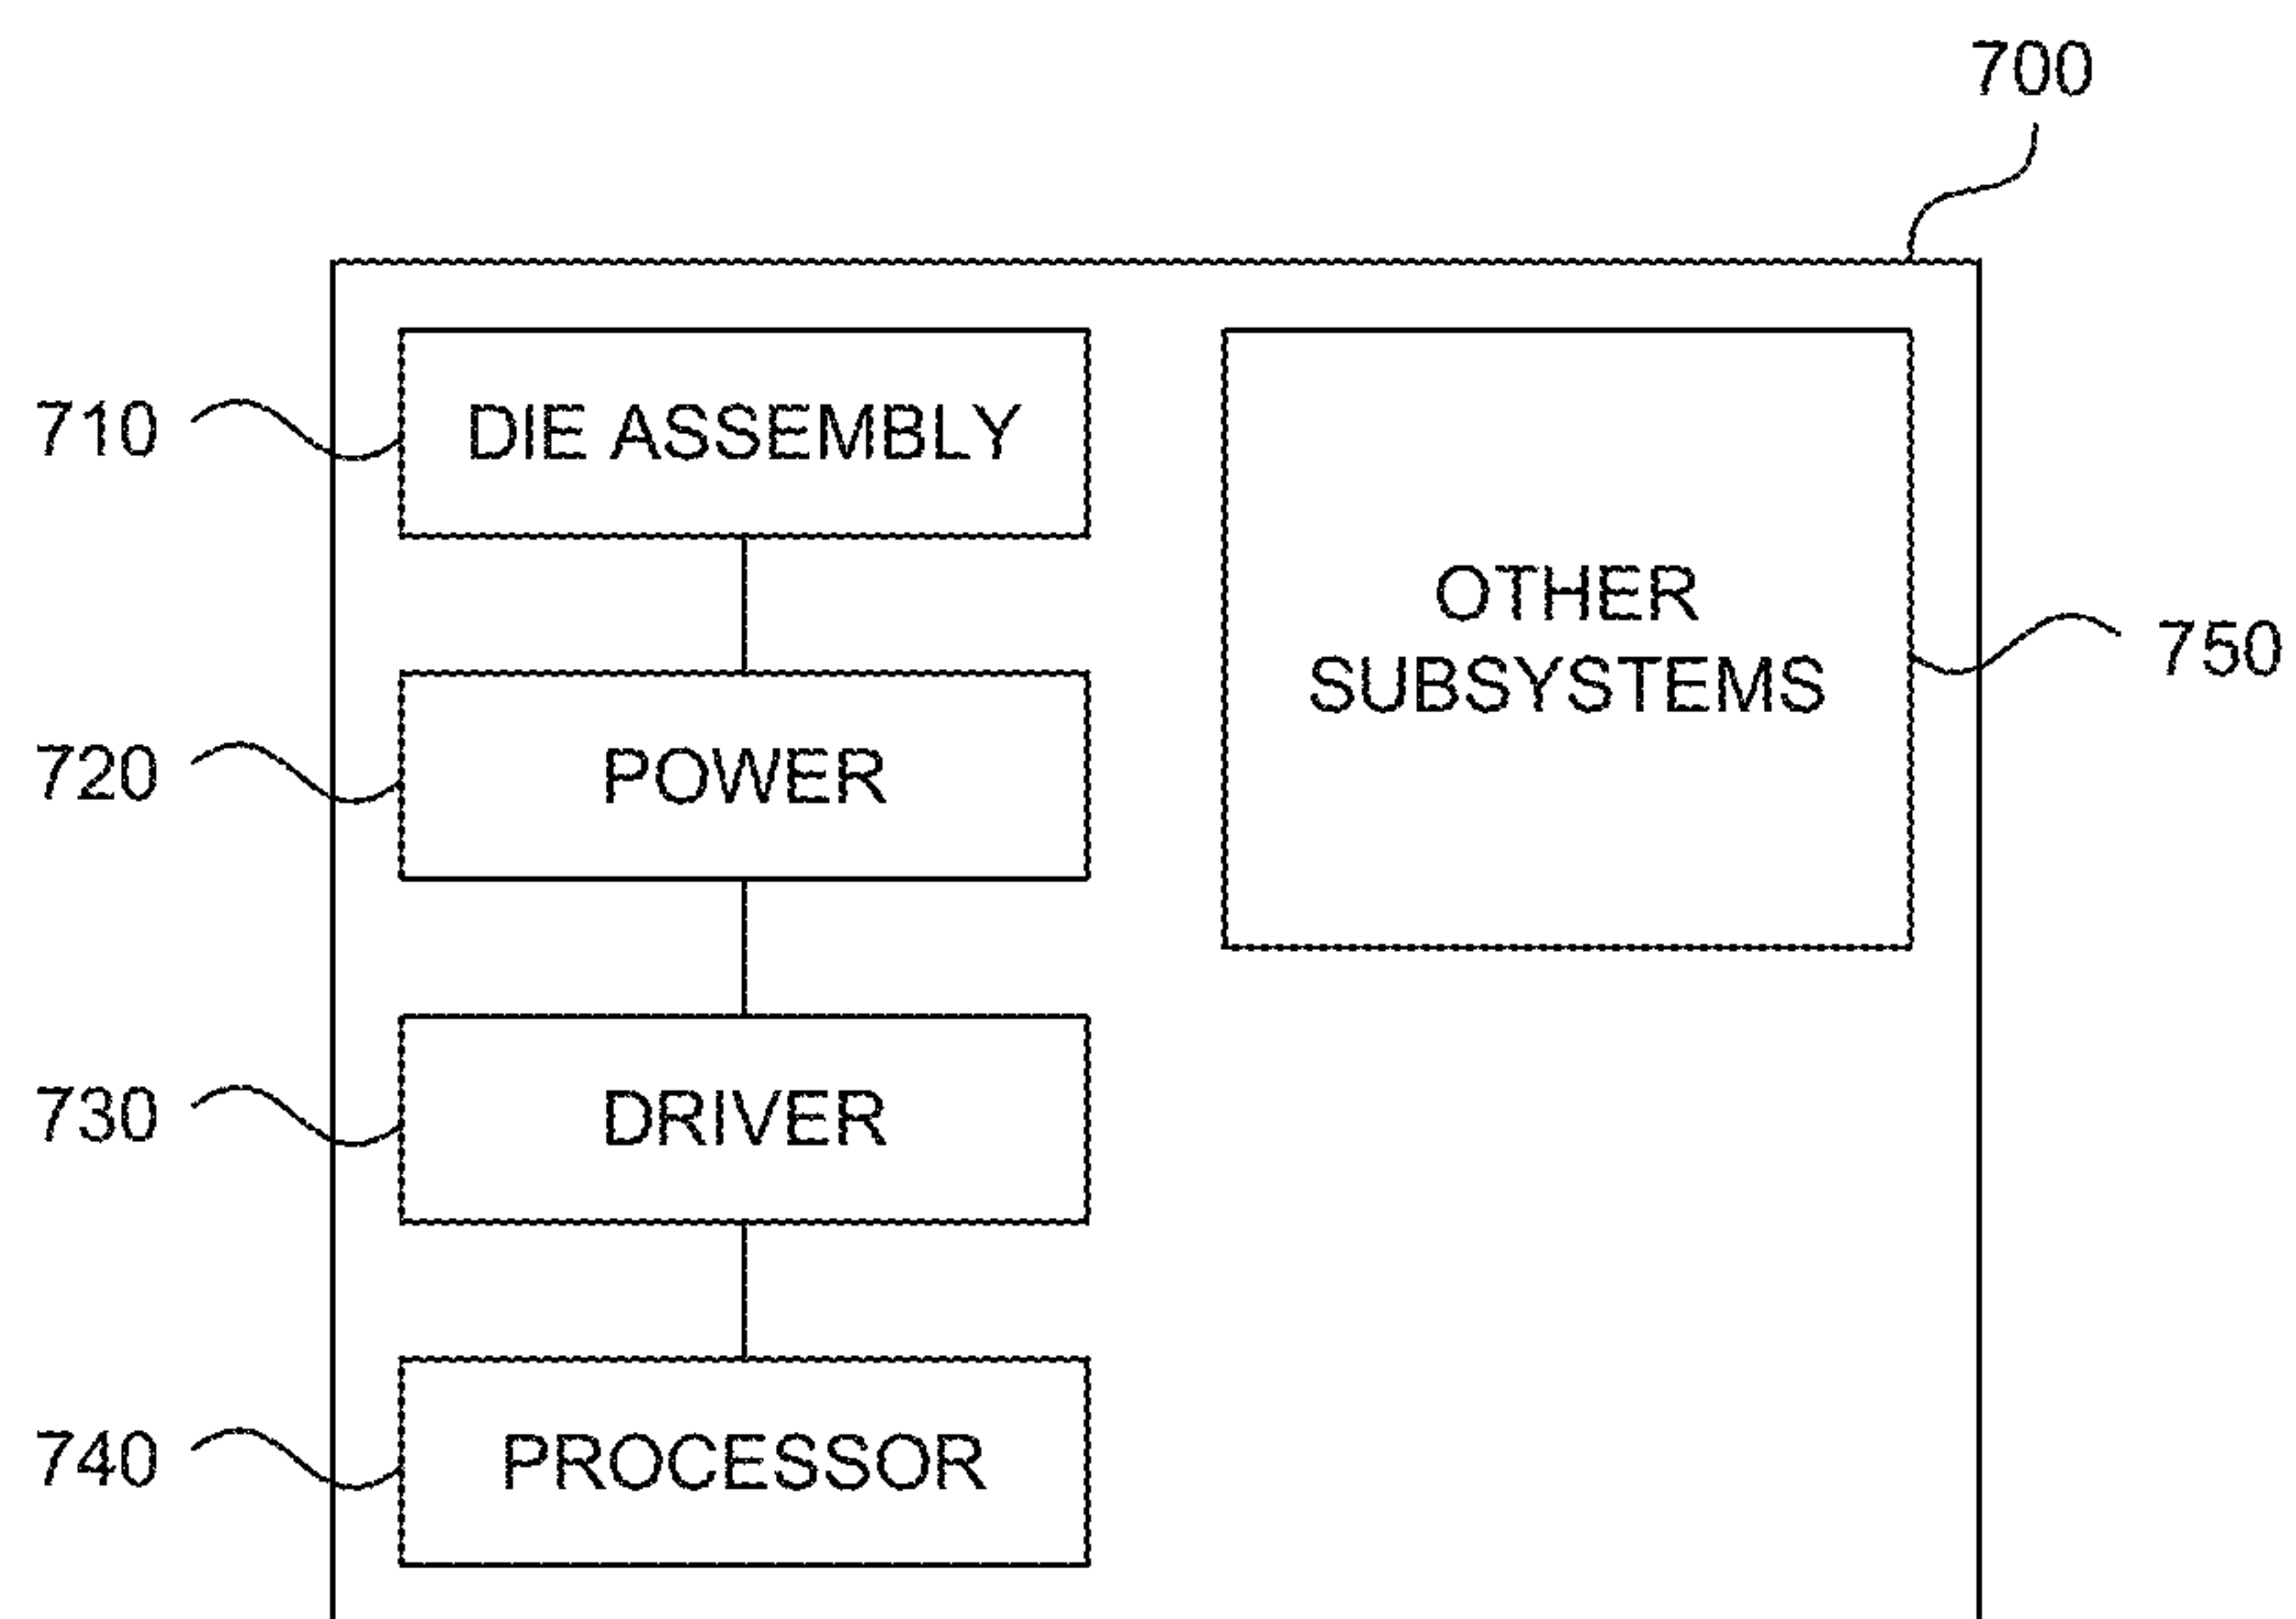 700
710
DIE ASSEMBLY
OTHER
SUBSYSTEMS
750
720
POWER
730
DRIVER
740
PROCESSOR